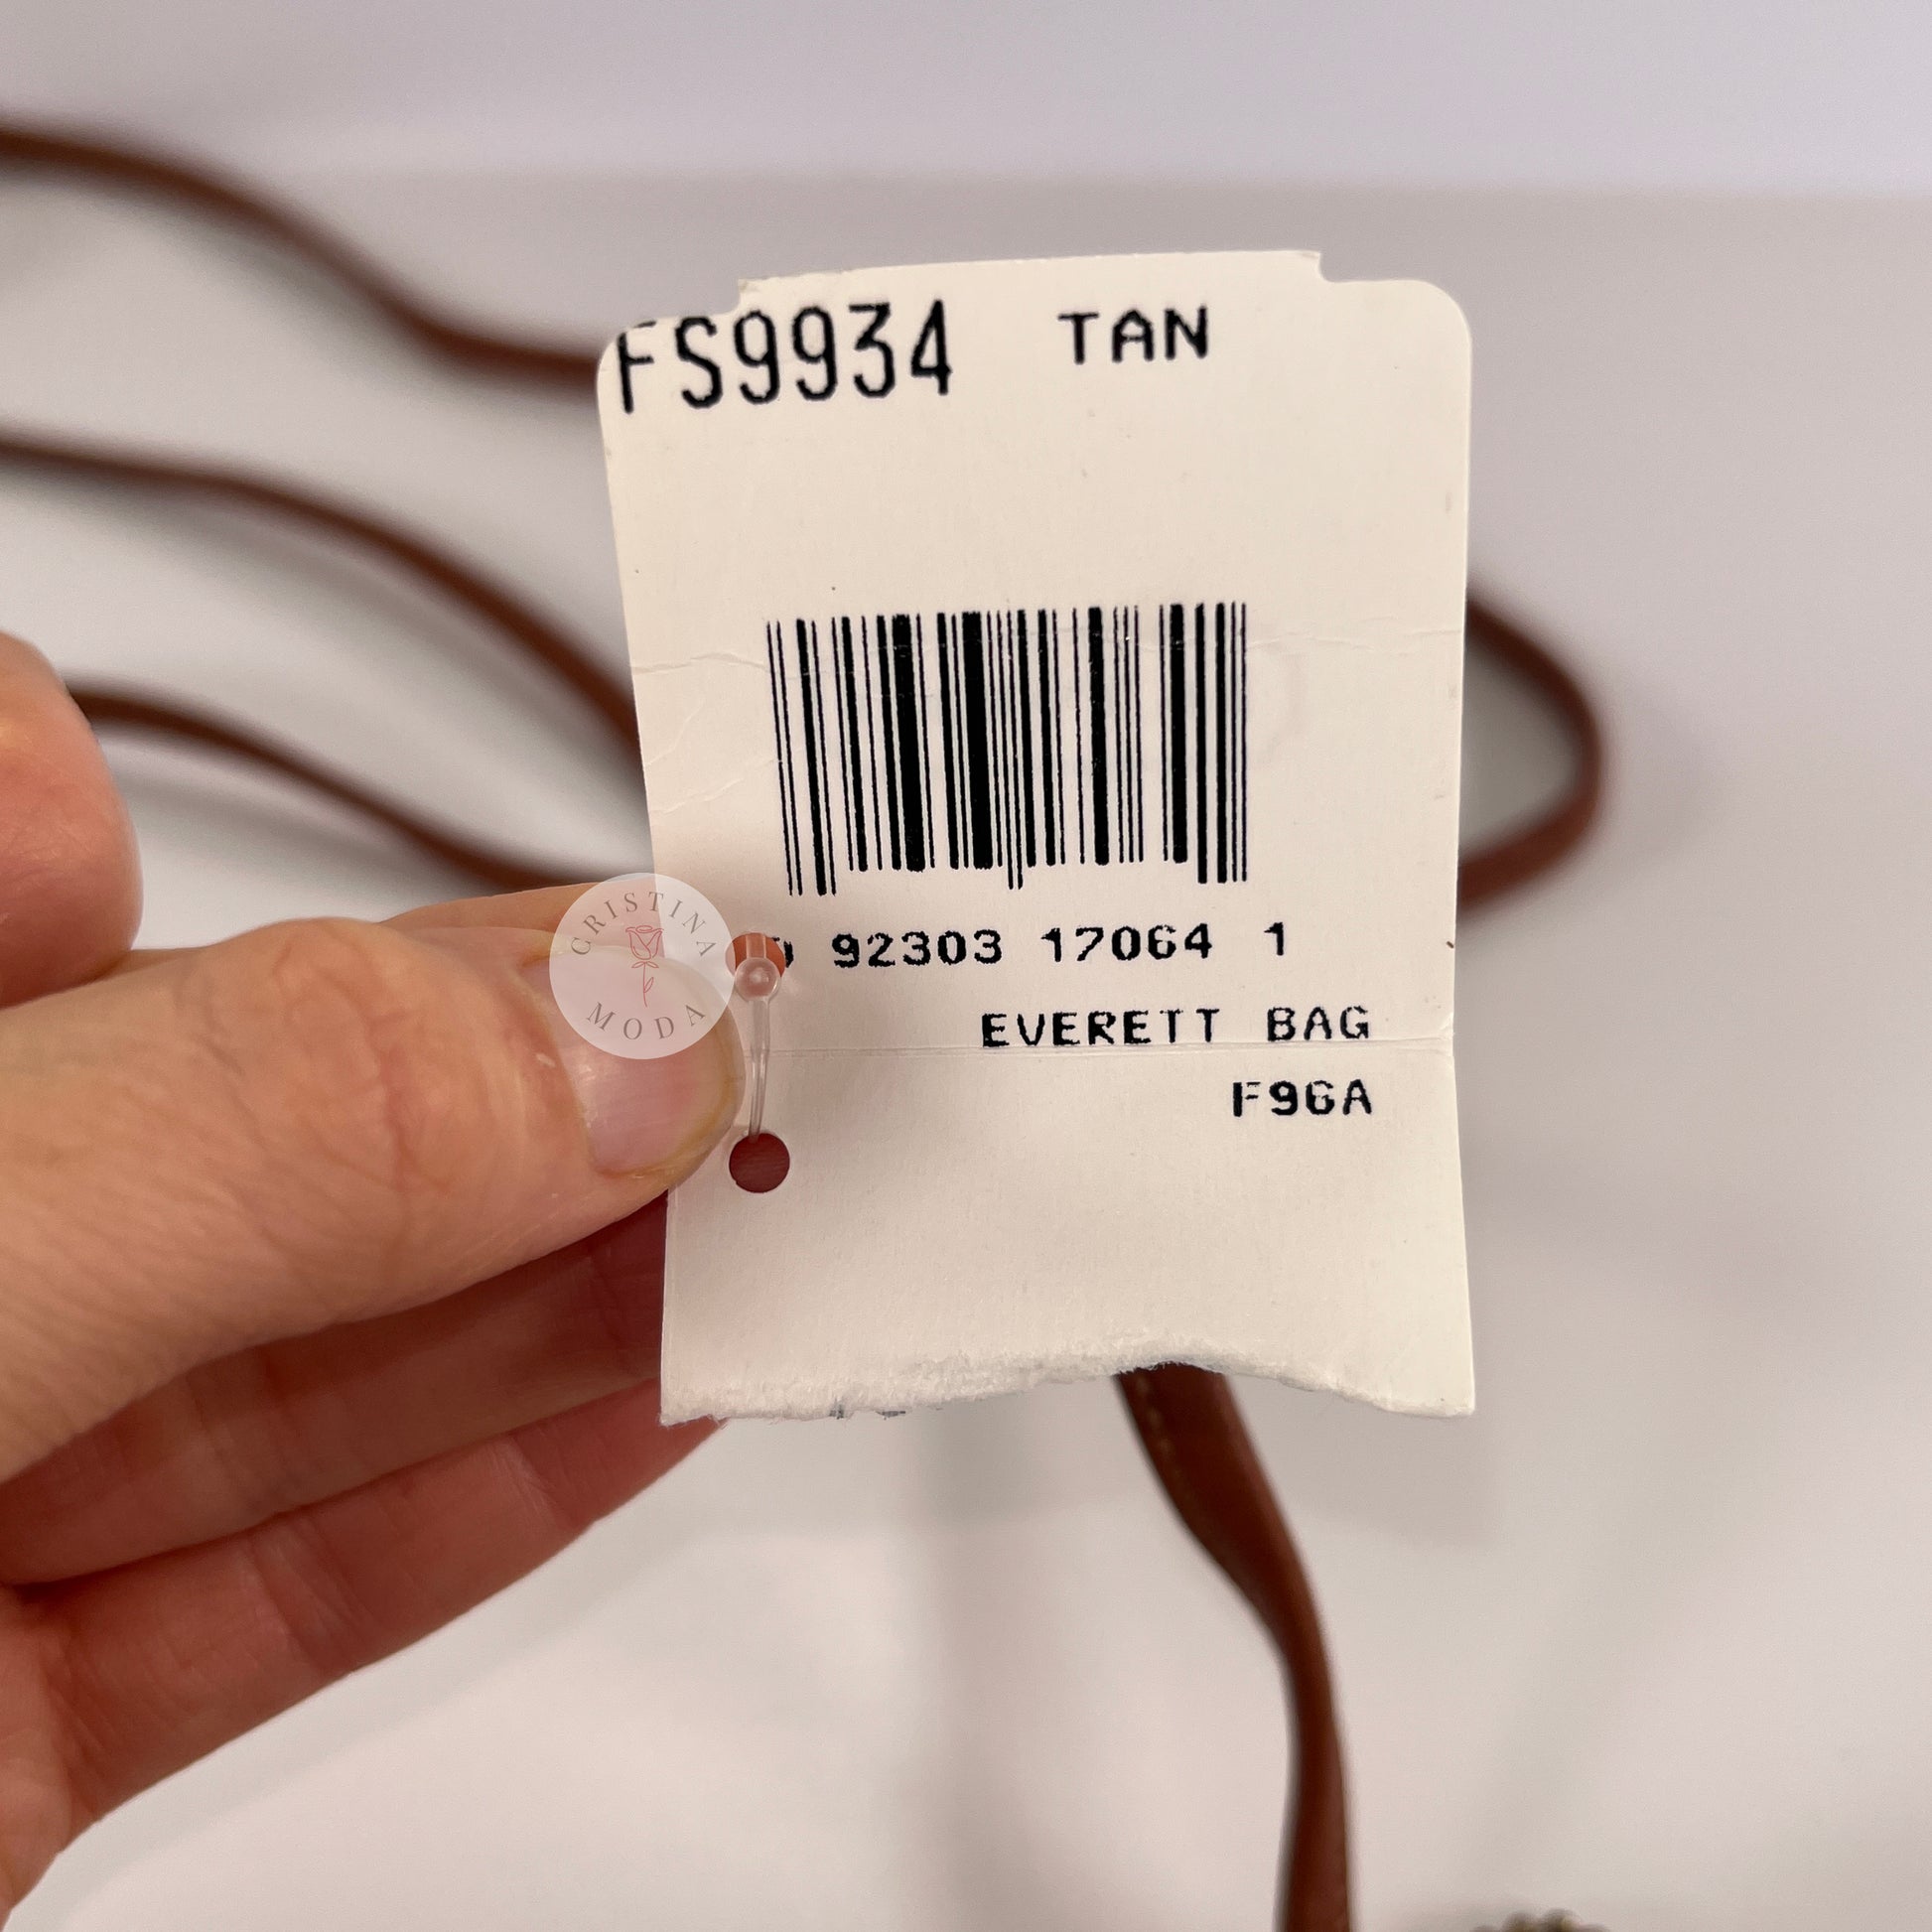 FS9934 TAN
92303 17064 1
EVERETT BAG
F96A
CRISTINA
MODA